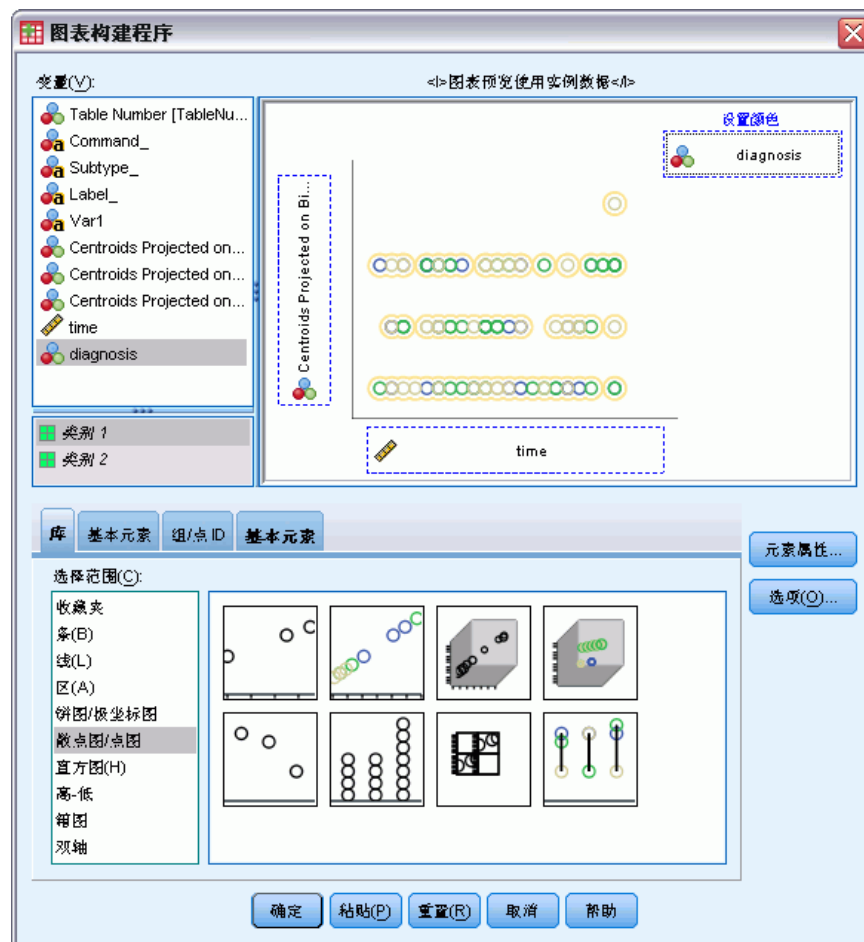 图表构建程序
变量(V):
<I>图表预览使用实例数据</I>
Table Number [TableNu...
Command_
Subtype_
Label_
Var1
Centroids Projected on...
Centroids Projected on...
Centroids Projected on...
time
diagnosis
类别 1
类别 2
设置颜色
diagnosis
Centroids Projected on Bi...
time
库
基本元素
组/点 ID
基本元素
元素属性...
选项(O)...
选择范围(C):
收藏夹
条(B)
线(L)
区(A)
饼图/极坐标图
散点图/点图
直方图(H)
高-低
箱图
双轴
确定
粘贴(P)
重置(R)
取消
帮助